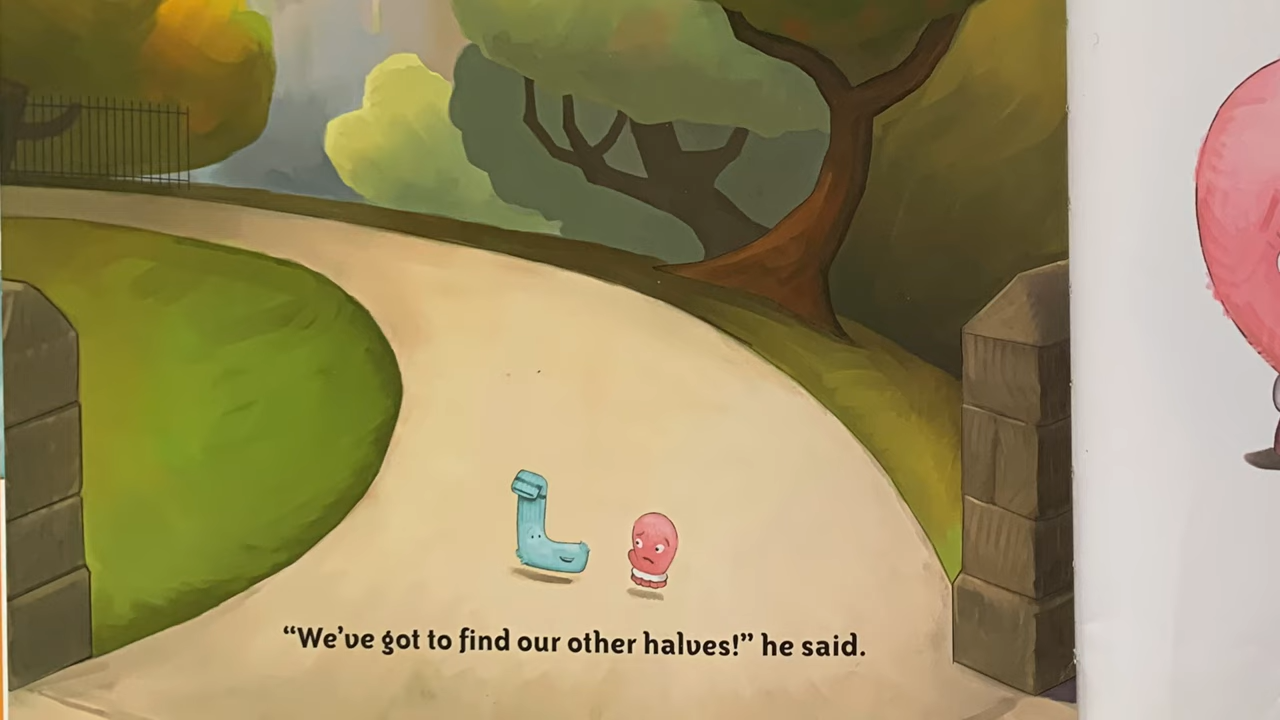 “We’ve got to find our other halves!” he said.